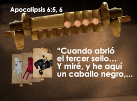 Apocalipsis 6:5, 6
"Cuando abrió
el tercer sello...
Y miré, y he aquí
un caballo negro,...